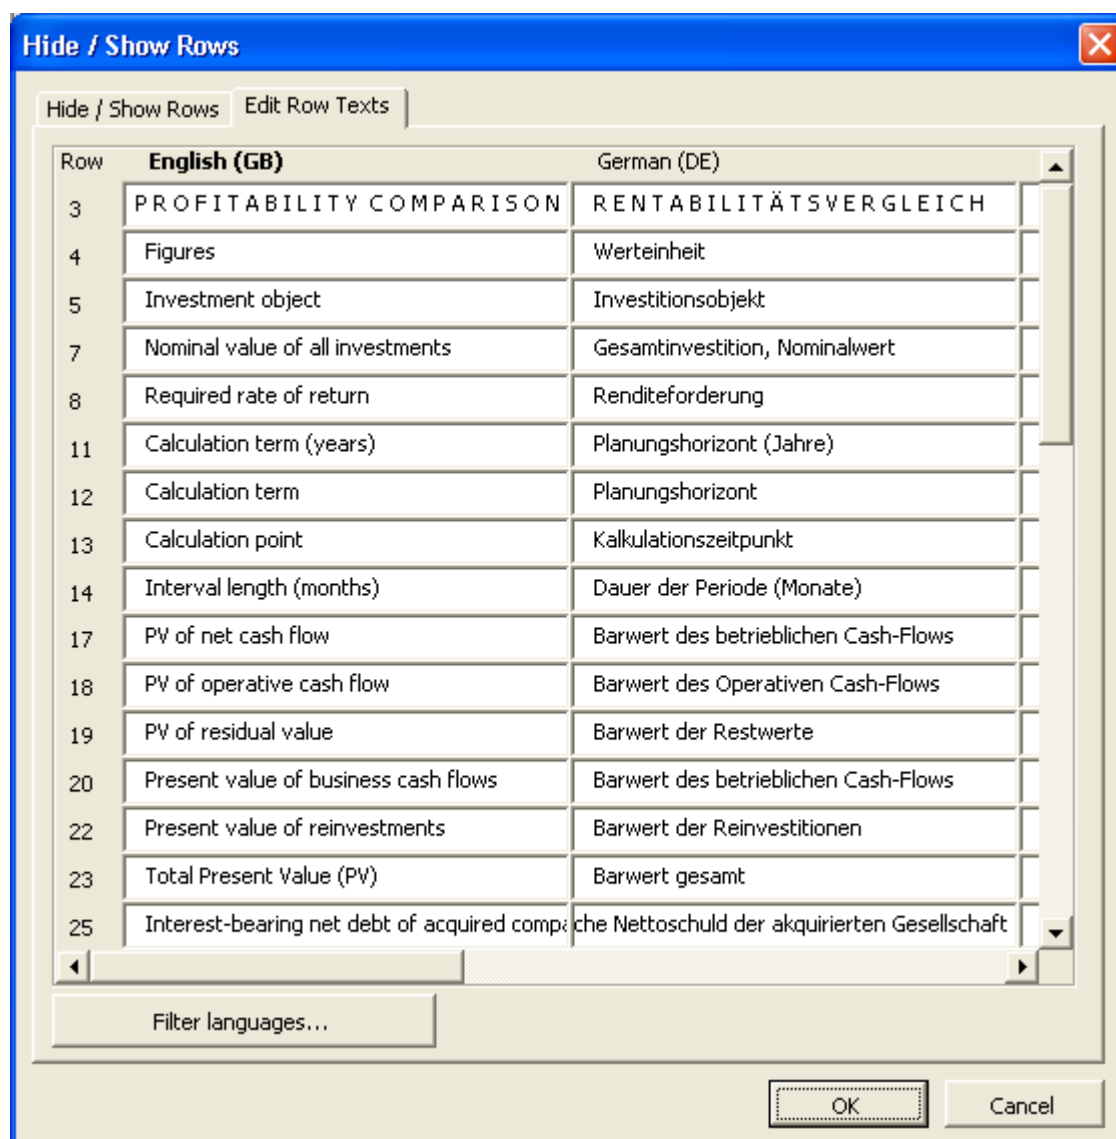 Hide / Show Rows
Hide / Show Rows Edit Row Texts
Row English (GB) German (DE)
3 PROFITABILITY COMPARISON RENTABILITÄTSVERGLEICH
4 Figures Werteinheit
5 Investment object Investitionsobjekt
7 Nominal value of all investments Gesamtinvestition, Nominalwert
8 Required rate of return Renditeforderung
11 Calculation term (years) Planungshorizont (Jahre)
12 Calculation term Planungshorizont
13 Calculation point Kalkulationszeitpunkt
14 Interval length (months) Dauer der Periode (Monate)
17 PV of net cash flow Barwert des betrieblichen Cash-Flows
18 PV of operative cash flow Barwert des Operativen Cash-Flows
19 PV of residual value Barwert der Restwerte
20 Present value of business cash flows Barwert des betrieblichen Cash-Flows
22 Present value of reinvestments Barwert der Reinvestitionen
23 Total Present Value (PV) Barwert gesamt
25 Interest-bearing net debt of acquired compa che Nettoschuld der akquirierten Gesellschaft
Filter languages...
OK Cancel